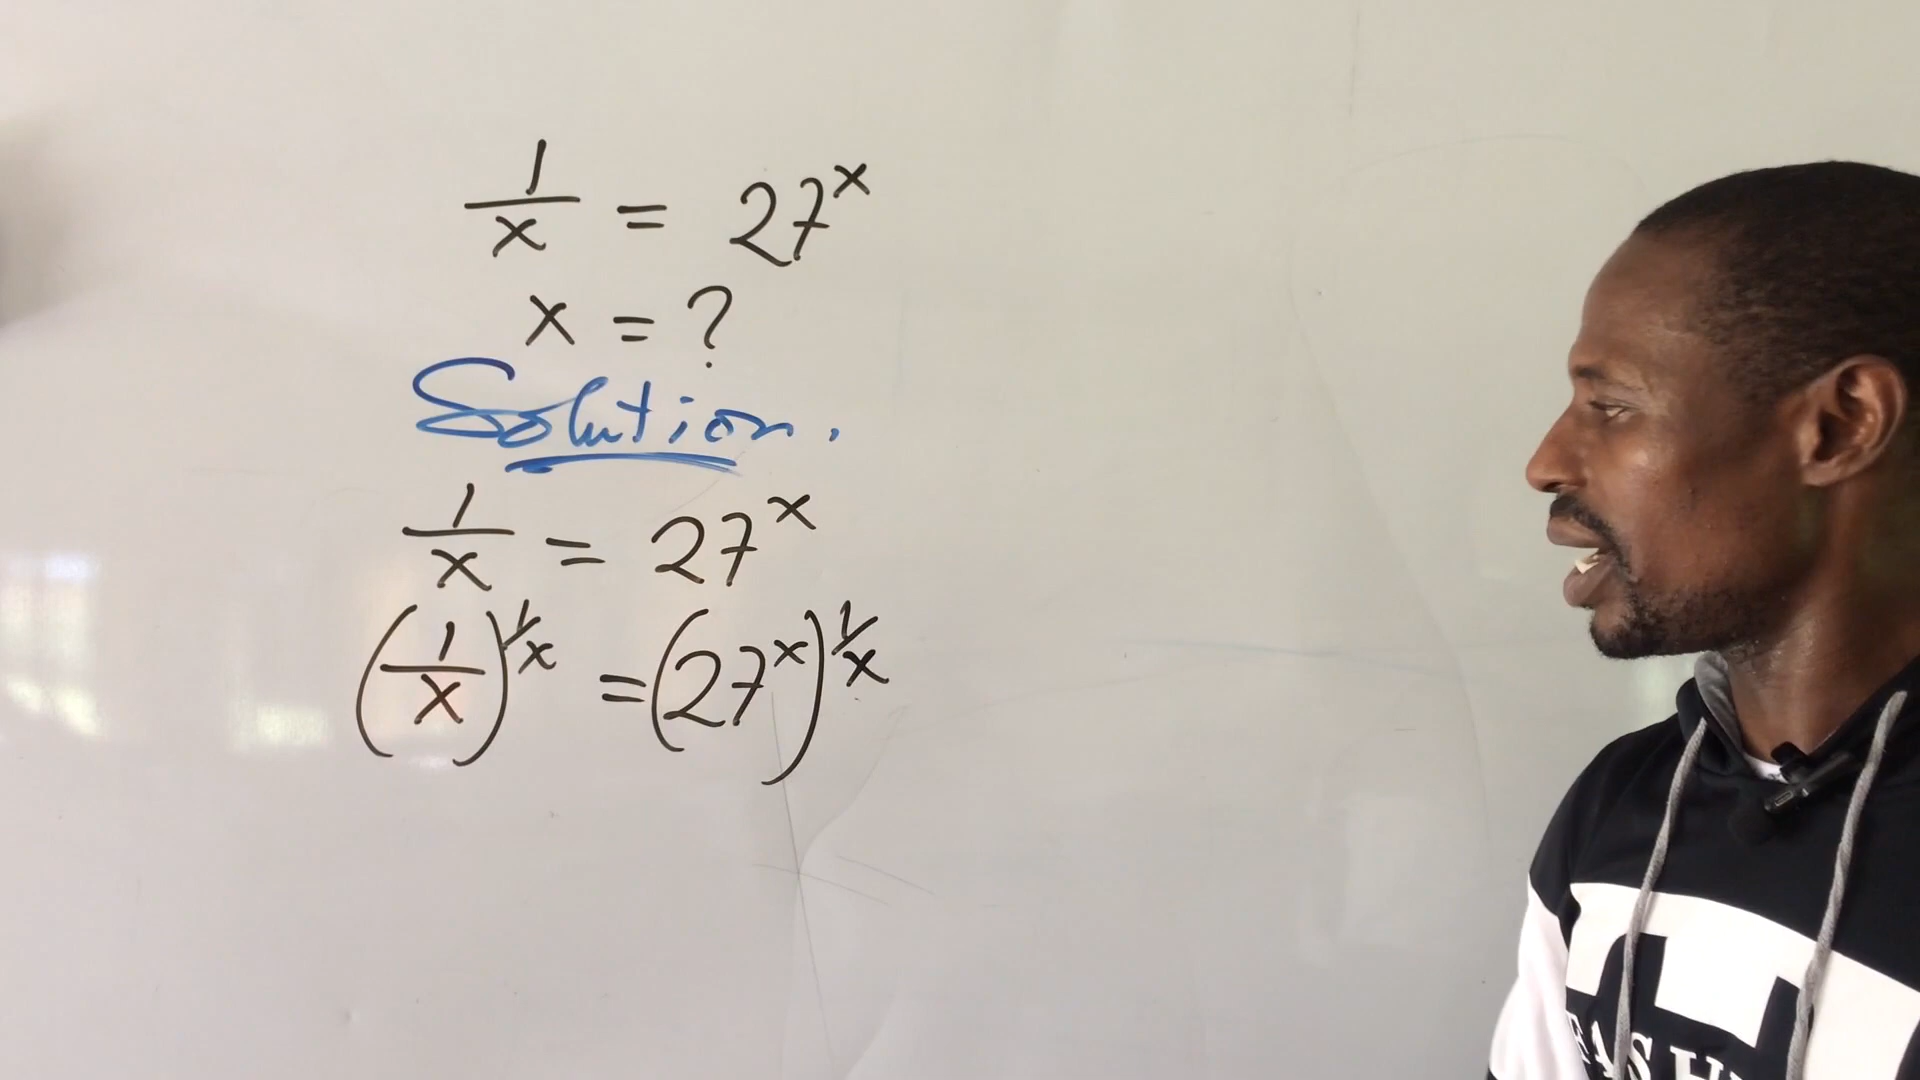 1/x = 27^x
x = ?
Solution.
1/x = 27^x
(1/x)^1/x = (27^x)^1/x